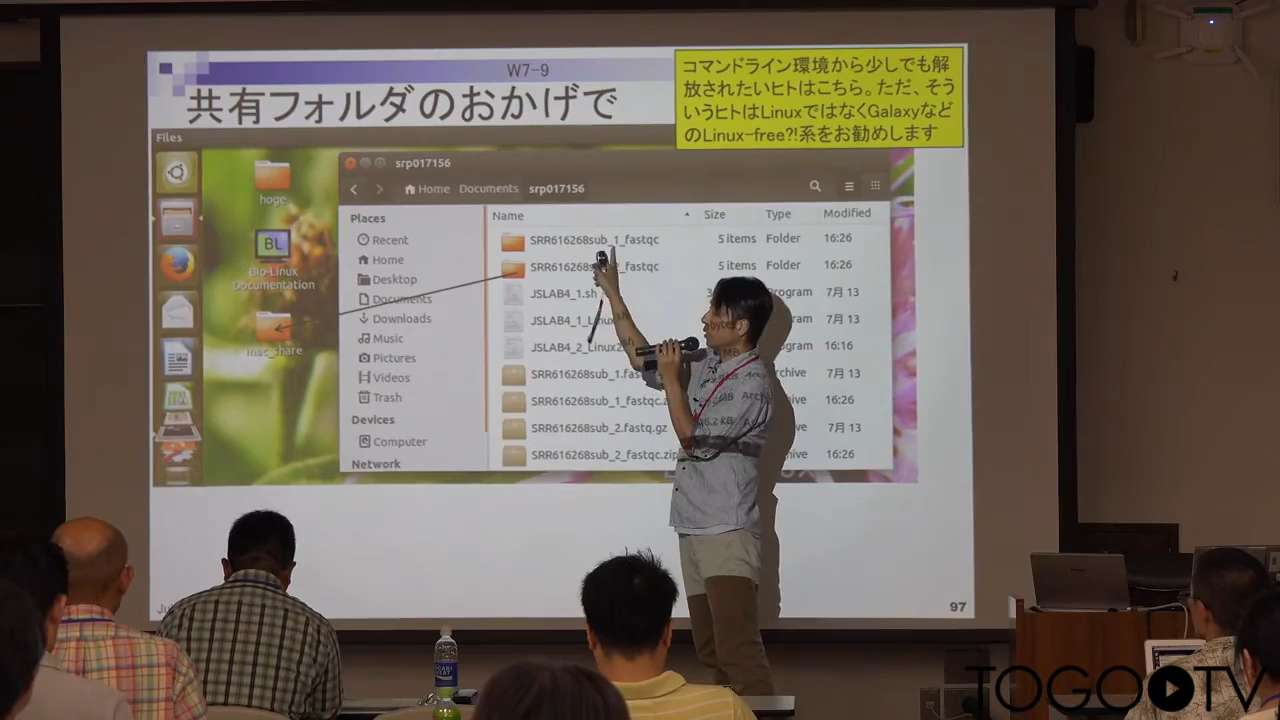 W7-9
共有フォルダのおかげで
コマンドライン環境から少しでも解
放されたいヒトはこちら。ただ、そう
いうヒトはLinuxではなくGalaxyなど
のLinux-free?!系をお勧めします
Files
srp017156
Home Documents srp017156
hoge
Bio-Linux
Documentation
mac_share
Places
Recent
Home
Desktop
Documents
Downloads
Music
Pictures
Videos
Trash
Devices
Computer
Network
Name Size Type Modified
SRR616268sub_1_fastqc 5 items Folder 16:26
SRR616268sub_2_fastqc 5 items Folder 16:26
JSLAB4_1.sh Program 7月 13
JSLAB4_1_Linux 7月 13
JSLAB4_2_Linux 16:16
SRR616268sub_1.fas 7月 13
SRR616268sub_1_fastqc.z 16:26
SRR616268sub_2.fastq.gz 7月 13
SRR616268sub_2_fastqc.zip 16:26
97
TOGO TV